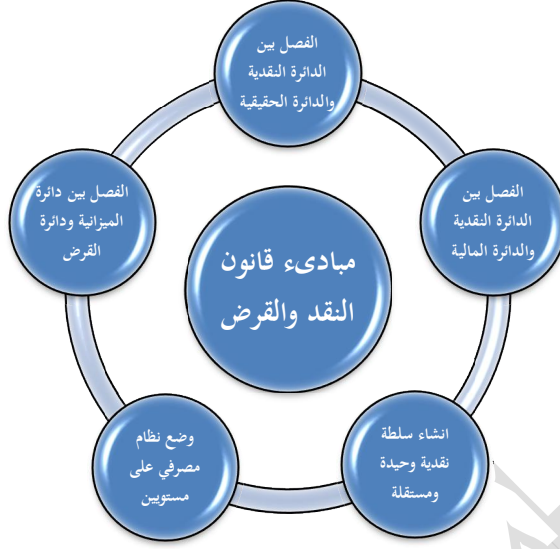 الفصل بين
الدائرة النقدية
والدائرة الحقيقية
الفصل بين
الدائرة النقدية
والدائرة المالية
انشاء سلطة
نقدية وحيدة
ومستقلة
وضع نظام
مصرفي على
مستويين
الفصل بين دائرة
الميزانية ودائرة
القرض
مبادىء قانون
النقد والقرض